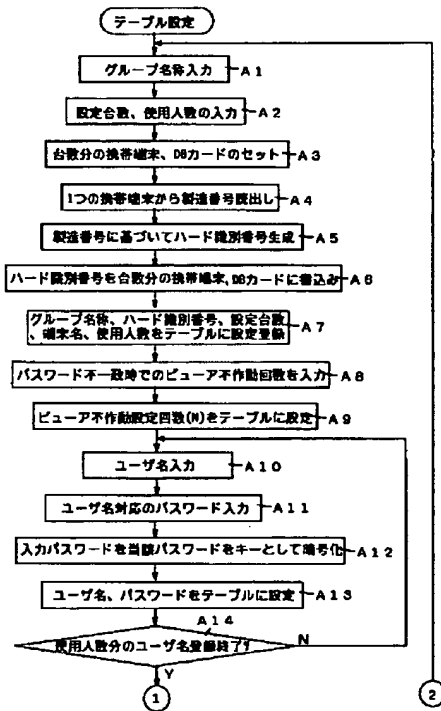 テーブル設定
グループ名称入力 A1
設定台数、使用人数の入力 A2
台数分の携帯端末、DBカードのセット A3
1つの携帯端末から製造番号読出し A4
製造番号に基づいてハード識別番号生成 A5
ハード識別番号を台数分の携帯端末、DBカードに書込み A6
グループ名称、ハード識別番号、設定台数
、端末名、使用人数をテーブルに設定登録 A7
パスワード不一致時でのビューア不作動回数を入力 A8
ビューア不作動設定回数(N)をテーブルに設定 A9
ユーザ名入力 A10
ユーザ名対応のパスワード入力 A11
入力パスワードを当該パスワードをキーとして暗号化 A12
ユーザ名、パスワードをテーブルに設定 A13
A14
使用人数分のユーザ名登録終了? N
Y
1
2